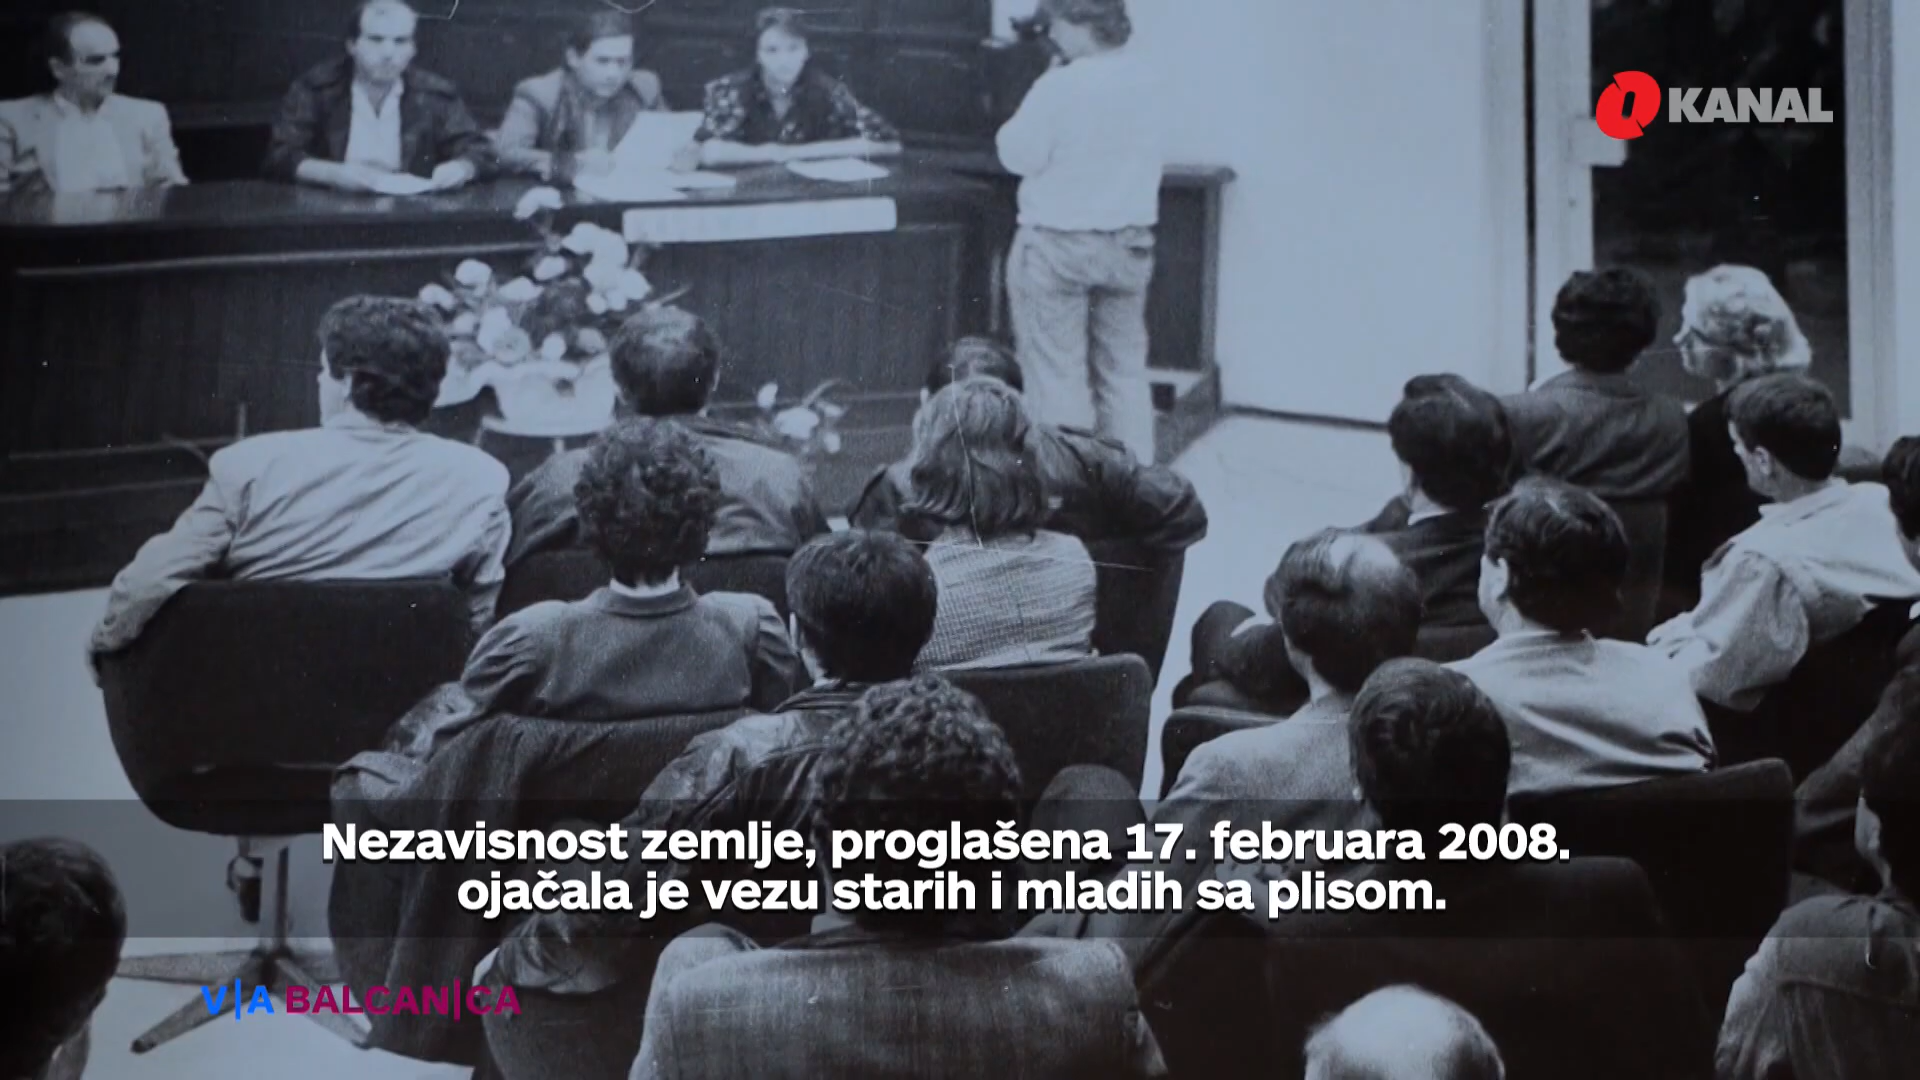 O KANAL
Nezavisnost zemlje, proglašena 17. februara 2008.
ojačala je vezu starih i mladih sa plisom.
V|A BALCAN|CA